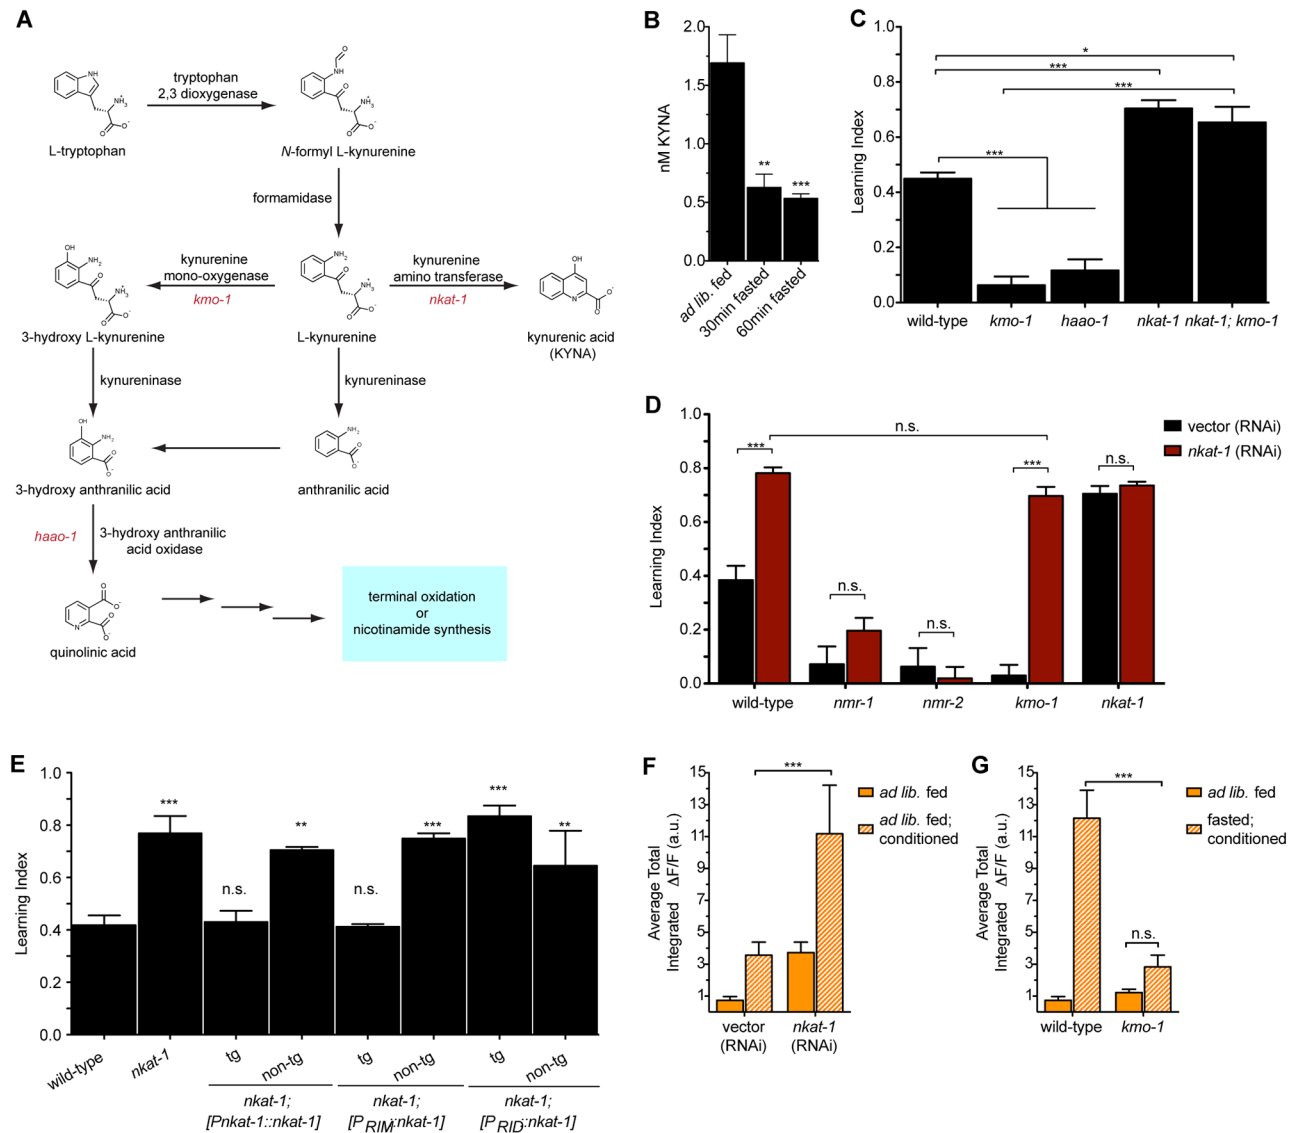 A
tryptophan
2,3 dioxygenase
L-tryptophan
N-formyl L-kynurenine
formamidase
kynurenine
mono-oxygenase
kmo-1
kynurenine
amino transferase
nkat-1
3-hydroxy L-kynurenine
L-kynurenine
kynurenic acid
(KYNA)
kynureninase
kynureninase
3-hydroxy anthranilic acid
anthranilic acid
haao-1
3-hydroxy anthranilic
acid oxidase
quinolinic acid
terminal oxidation
or
nicotinamide synthesis
B
nM KYNA
2.0
1.5
1.0
0.5
0.0
**
***
ad lib. fed
30min fasted
60min fasted
C
Learning Index
1.0
0.8
0.6
0.4
0.2
0.0
*
***
***
***
wild-type
kmo-1
haao-1
nkat-1
nkat-1; kmo-1
D
Learning Index
1.0
0.8
0.6
0.4
0.2
0.0
n.s.
***
n.s.
n.s.
***
n.s.
vector (RNAi)
nkat-1 (RNAi)
wild-type
nmr-1
nmr-2
kmo-1
nkat-1
E
Learning Index
1.0
0.8
0.6
0.4
0.2
0.0
***
n.s.
**
n.s.
***
***
**
wild-type
nkat-1
tg
non-tg
tg
non-tg
tg
non-tg
nkat-1;
[Pnkat-1::nkat-1]
nkat-1;
[PRIM::nkat-1]
nkat-1;
[PRID::nkat-1]
F
Average Total
Integrated ΔF/F (a.u.)
15
13
11
9
7
5
3
1
***
ad lib. fed
ad lib. fed;
conditioned
vector
(RNAi)
nkat-1
(RNAi)
G
Average Total
Integrated ΔF/F (a.u.)
15
13
11
9
7
5
3
1
***
n.s.
ad lib. fed
fasted;
conditioned
wild-type
kmo-1